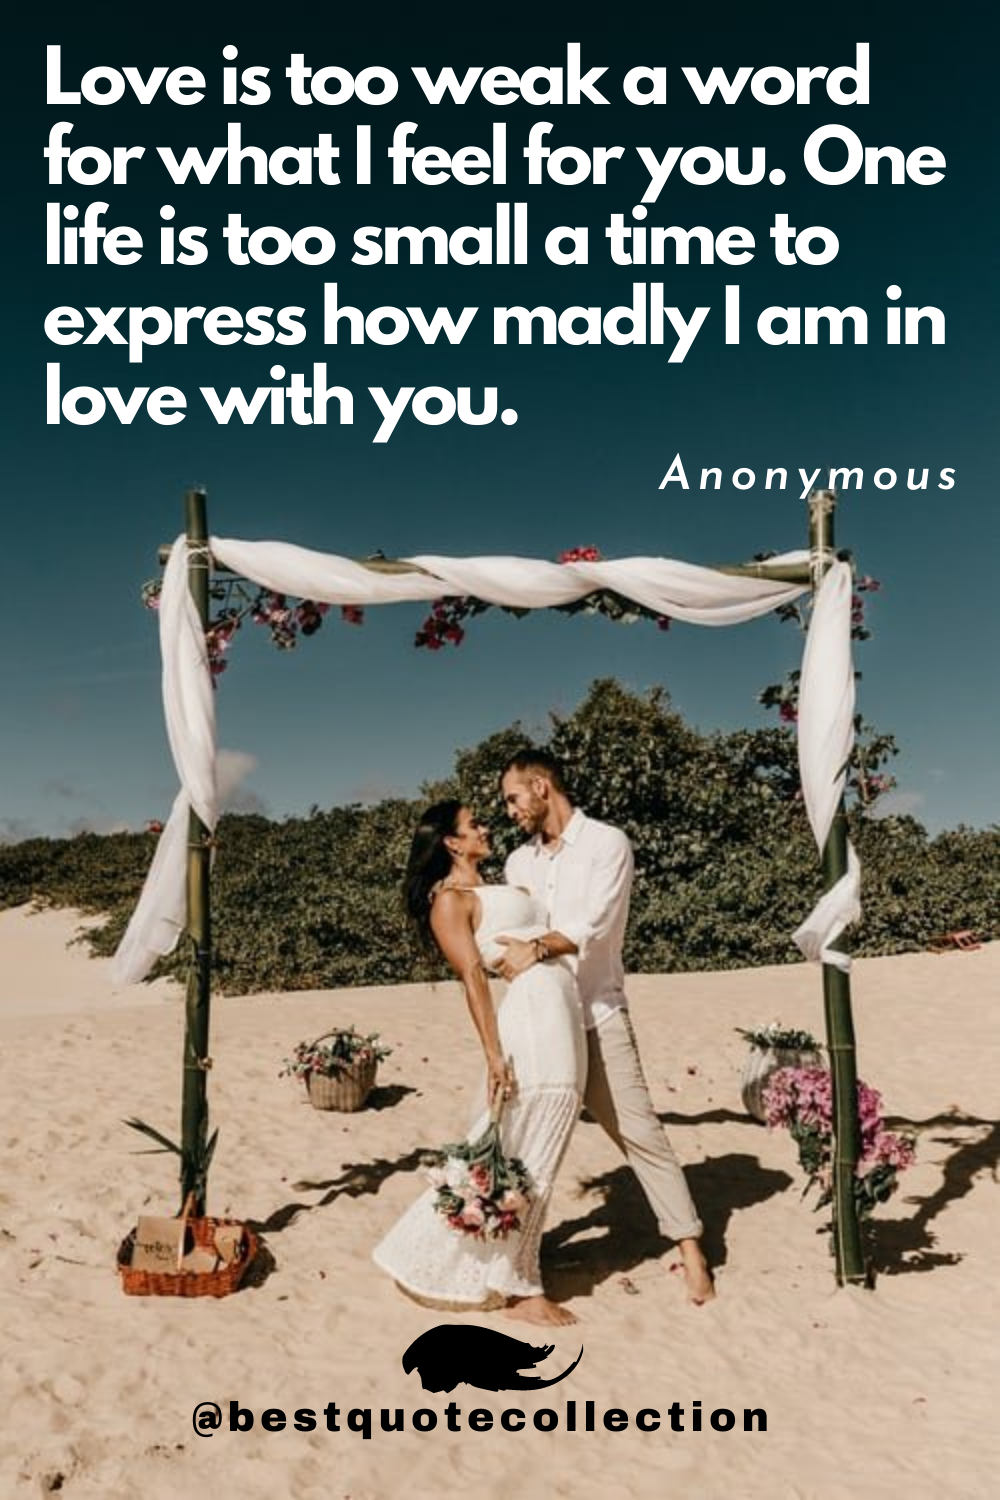 Love is too weak a word
for what I feel for you. One
life is too small a time to
express how madly I am in
love with you.
Anonymous
@bestquotecollection